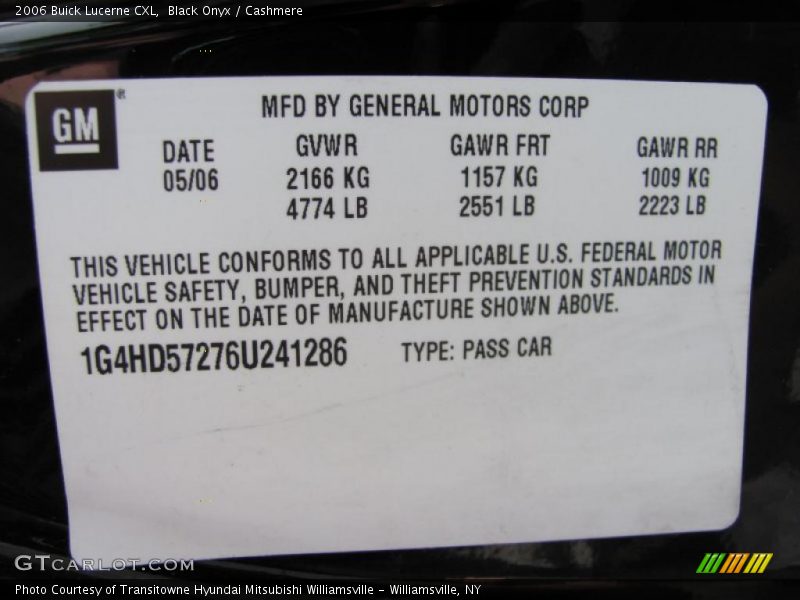 2006 Buick Lucerne CXL,  Black Onyx / Cashmere
GM®
MFD BY GENERAL MOTORS CORP
DATE GVWR GAWR FRT GAWR RR
05/06 2166 KG 1157 KG 1009 KG
4774 LB 2551 LB 2223 LB
THIS VEHICLE CONFORMS TO ALL APPLICABLE U.S. FEDERAL MOTOR
VEHICLE SAFETY, BUMPER, AND THEFT PREVENTION STANDARDS IN
EFFECT ON THE DATE OF MANUFACTURE SHOWN ABOVE.
1G4HD57276U241286 TYPE: PASS CAR
GTCARLOT.COM
Photo Courtesy of Transitowne Hyundai Mitsubishi Williamsville - Williamsville, NY